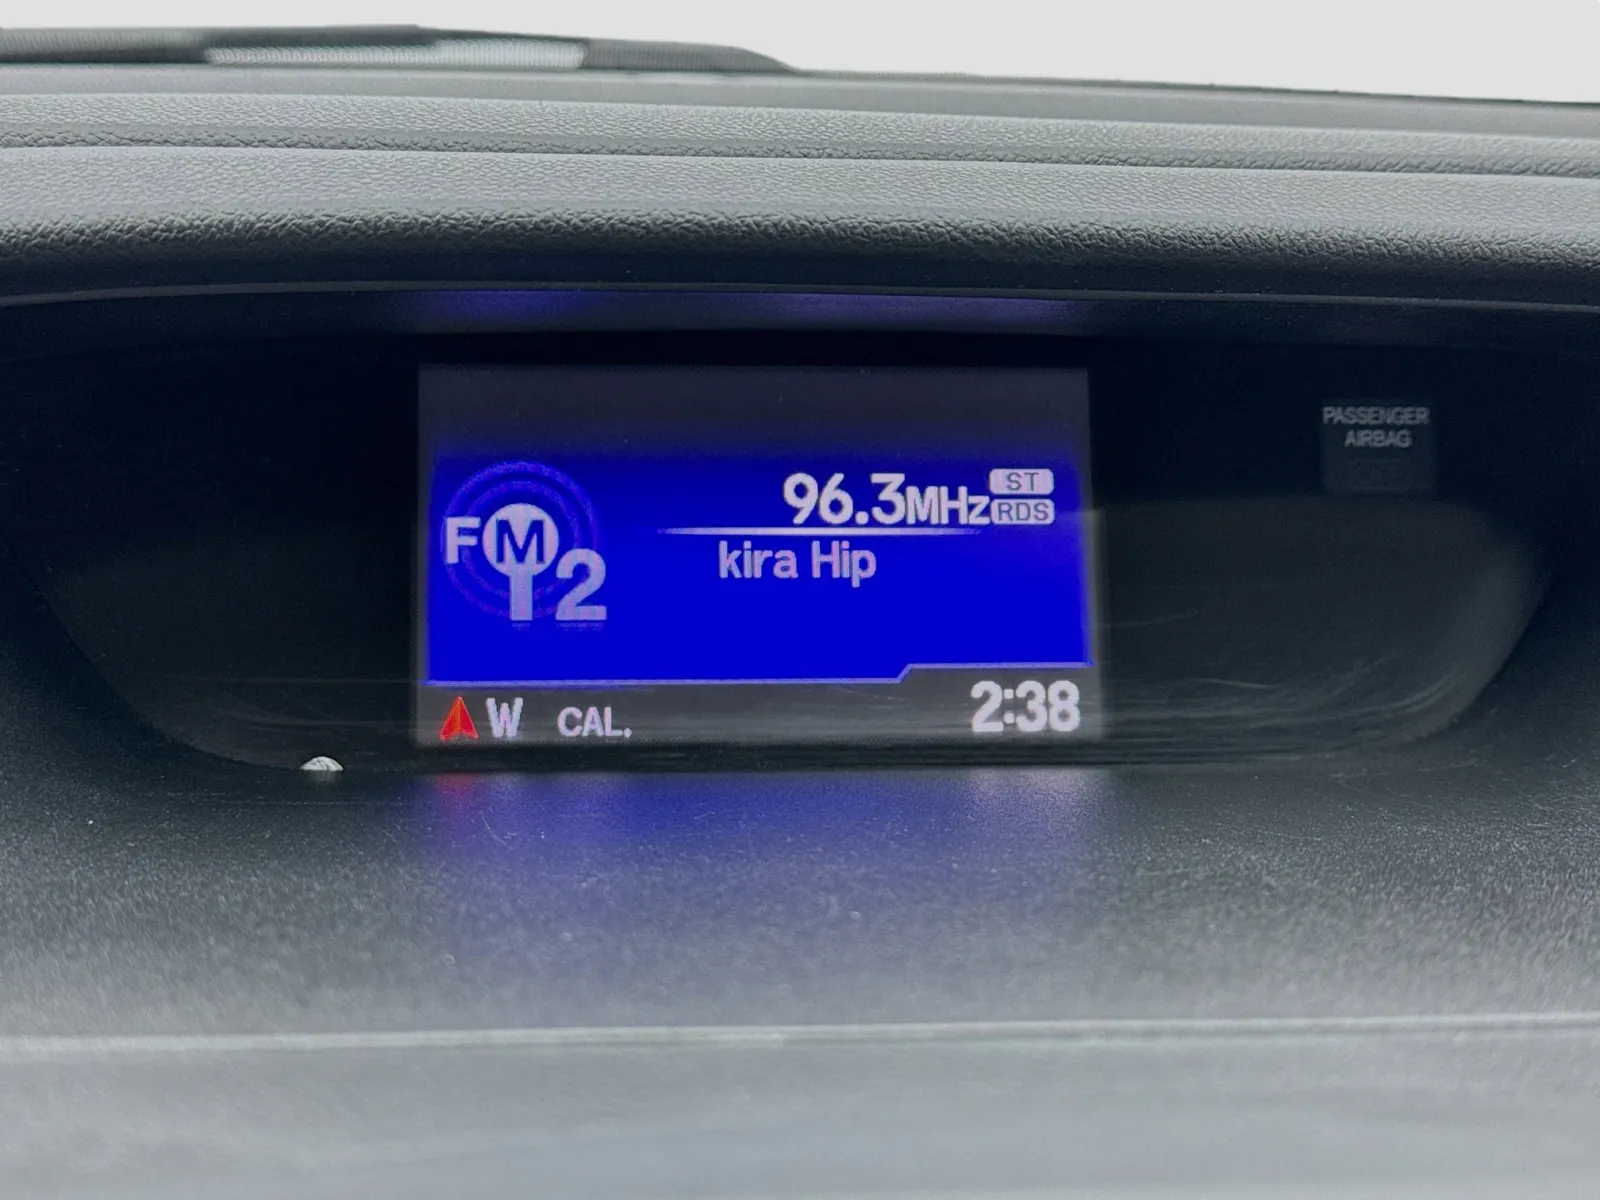 PASSENGER
AIRBAG
96.3MHz ST
RDS
FM 2
kira Hip
W CAL. 2:38